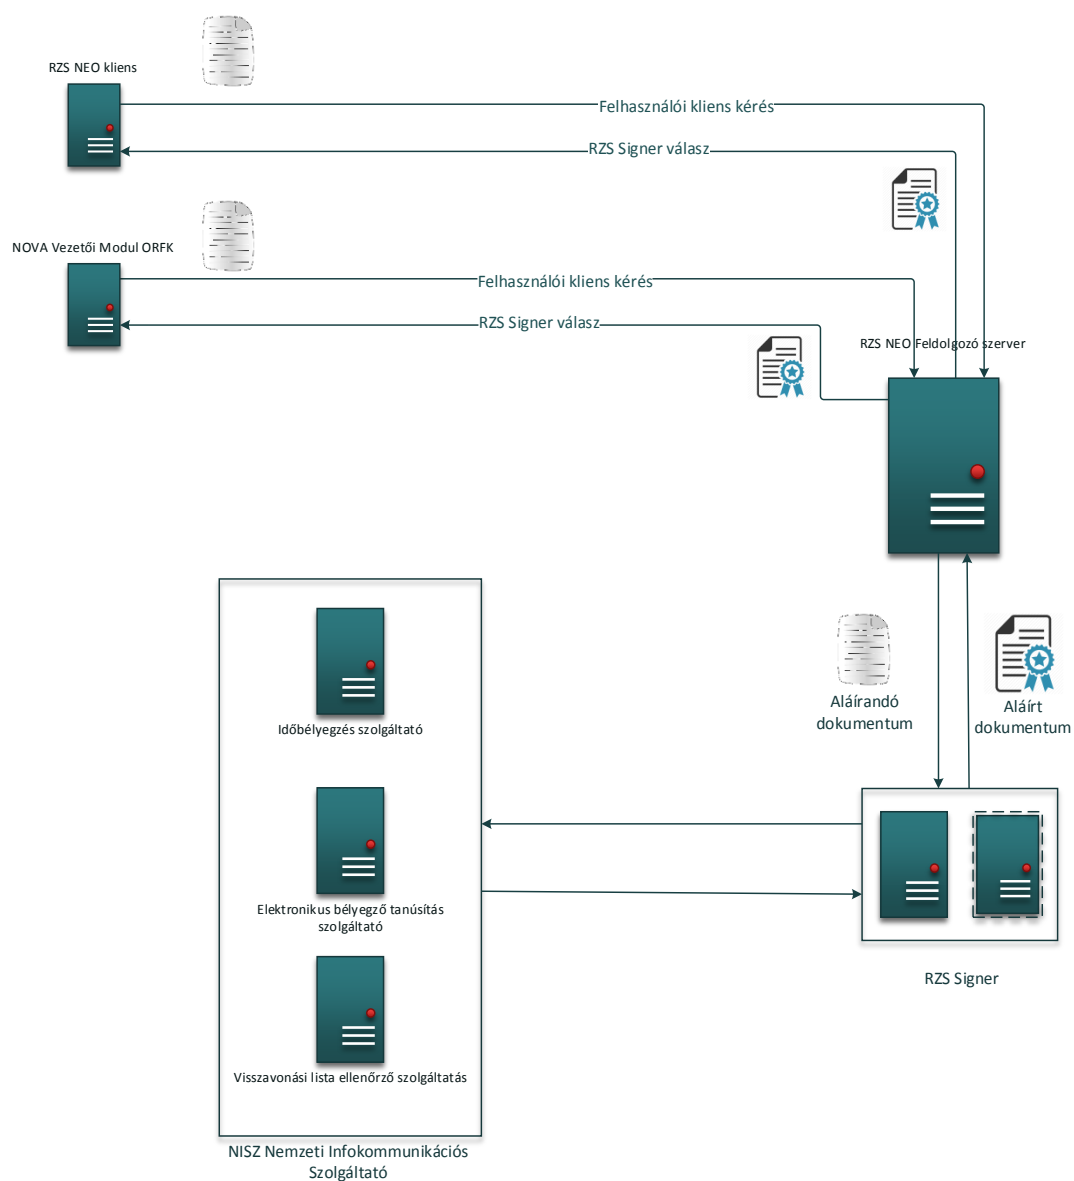 RZS NEO kliens
Felhasználói kliens kérés
RZS Signer válasz
NOVA Vezetői Modul ORFK
Felhasználói kliens kérés
RZS Signer válasz
RZS NEO Feldolgozó szerver
Aláírandó
dokumentum
Aláírt
dokumentum
Időbélyegzés szolgáltató
Elektronikus bélyegző tanúsítás
szolgáltató
RZS Signer
Visszavonási lista ellenőrző szolgáltatás
NISZ Nemzeti Infokommunikációs
Szolgáltató